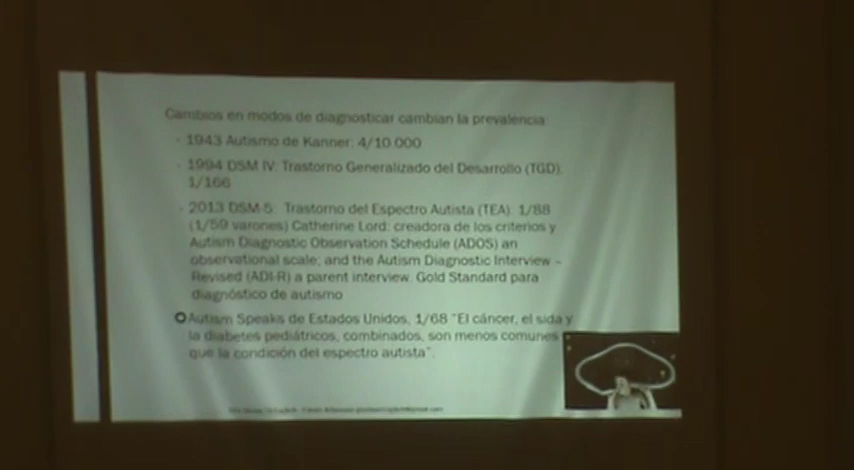 Cambios en modos de diagnosticar cambian la prevalencia
- 1943 Autismo de Kanner: 4/10 000
- 1994 DSM IV: Trastorno Generalizado del Desarrollo (TGD):
1/166
- 2013 DSM-5: Trastorno del Espectro Autista (TEA): 1/88
(1/59 varones) Catherine Lord: creadora de los criterios y
Autism Diagnostic Observation Schedule (ADOS) an
observational scale; and the Autism Diagnostic Interview –
Revised (ADI-R) a parent interview. Gold Standard para
diagnóstico de autismo
Autism Speaks de Estados Unidos, 1/68 "El cáncer, el sida y
la diabetes pediátricos, combinados, son menos comunes
que la condición del espectro autista".